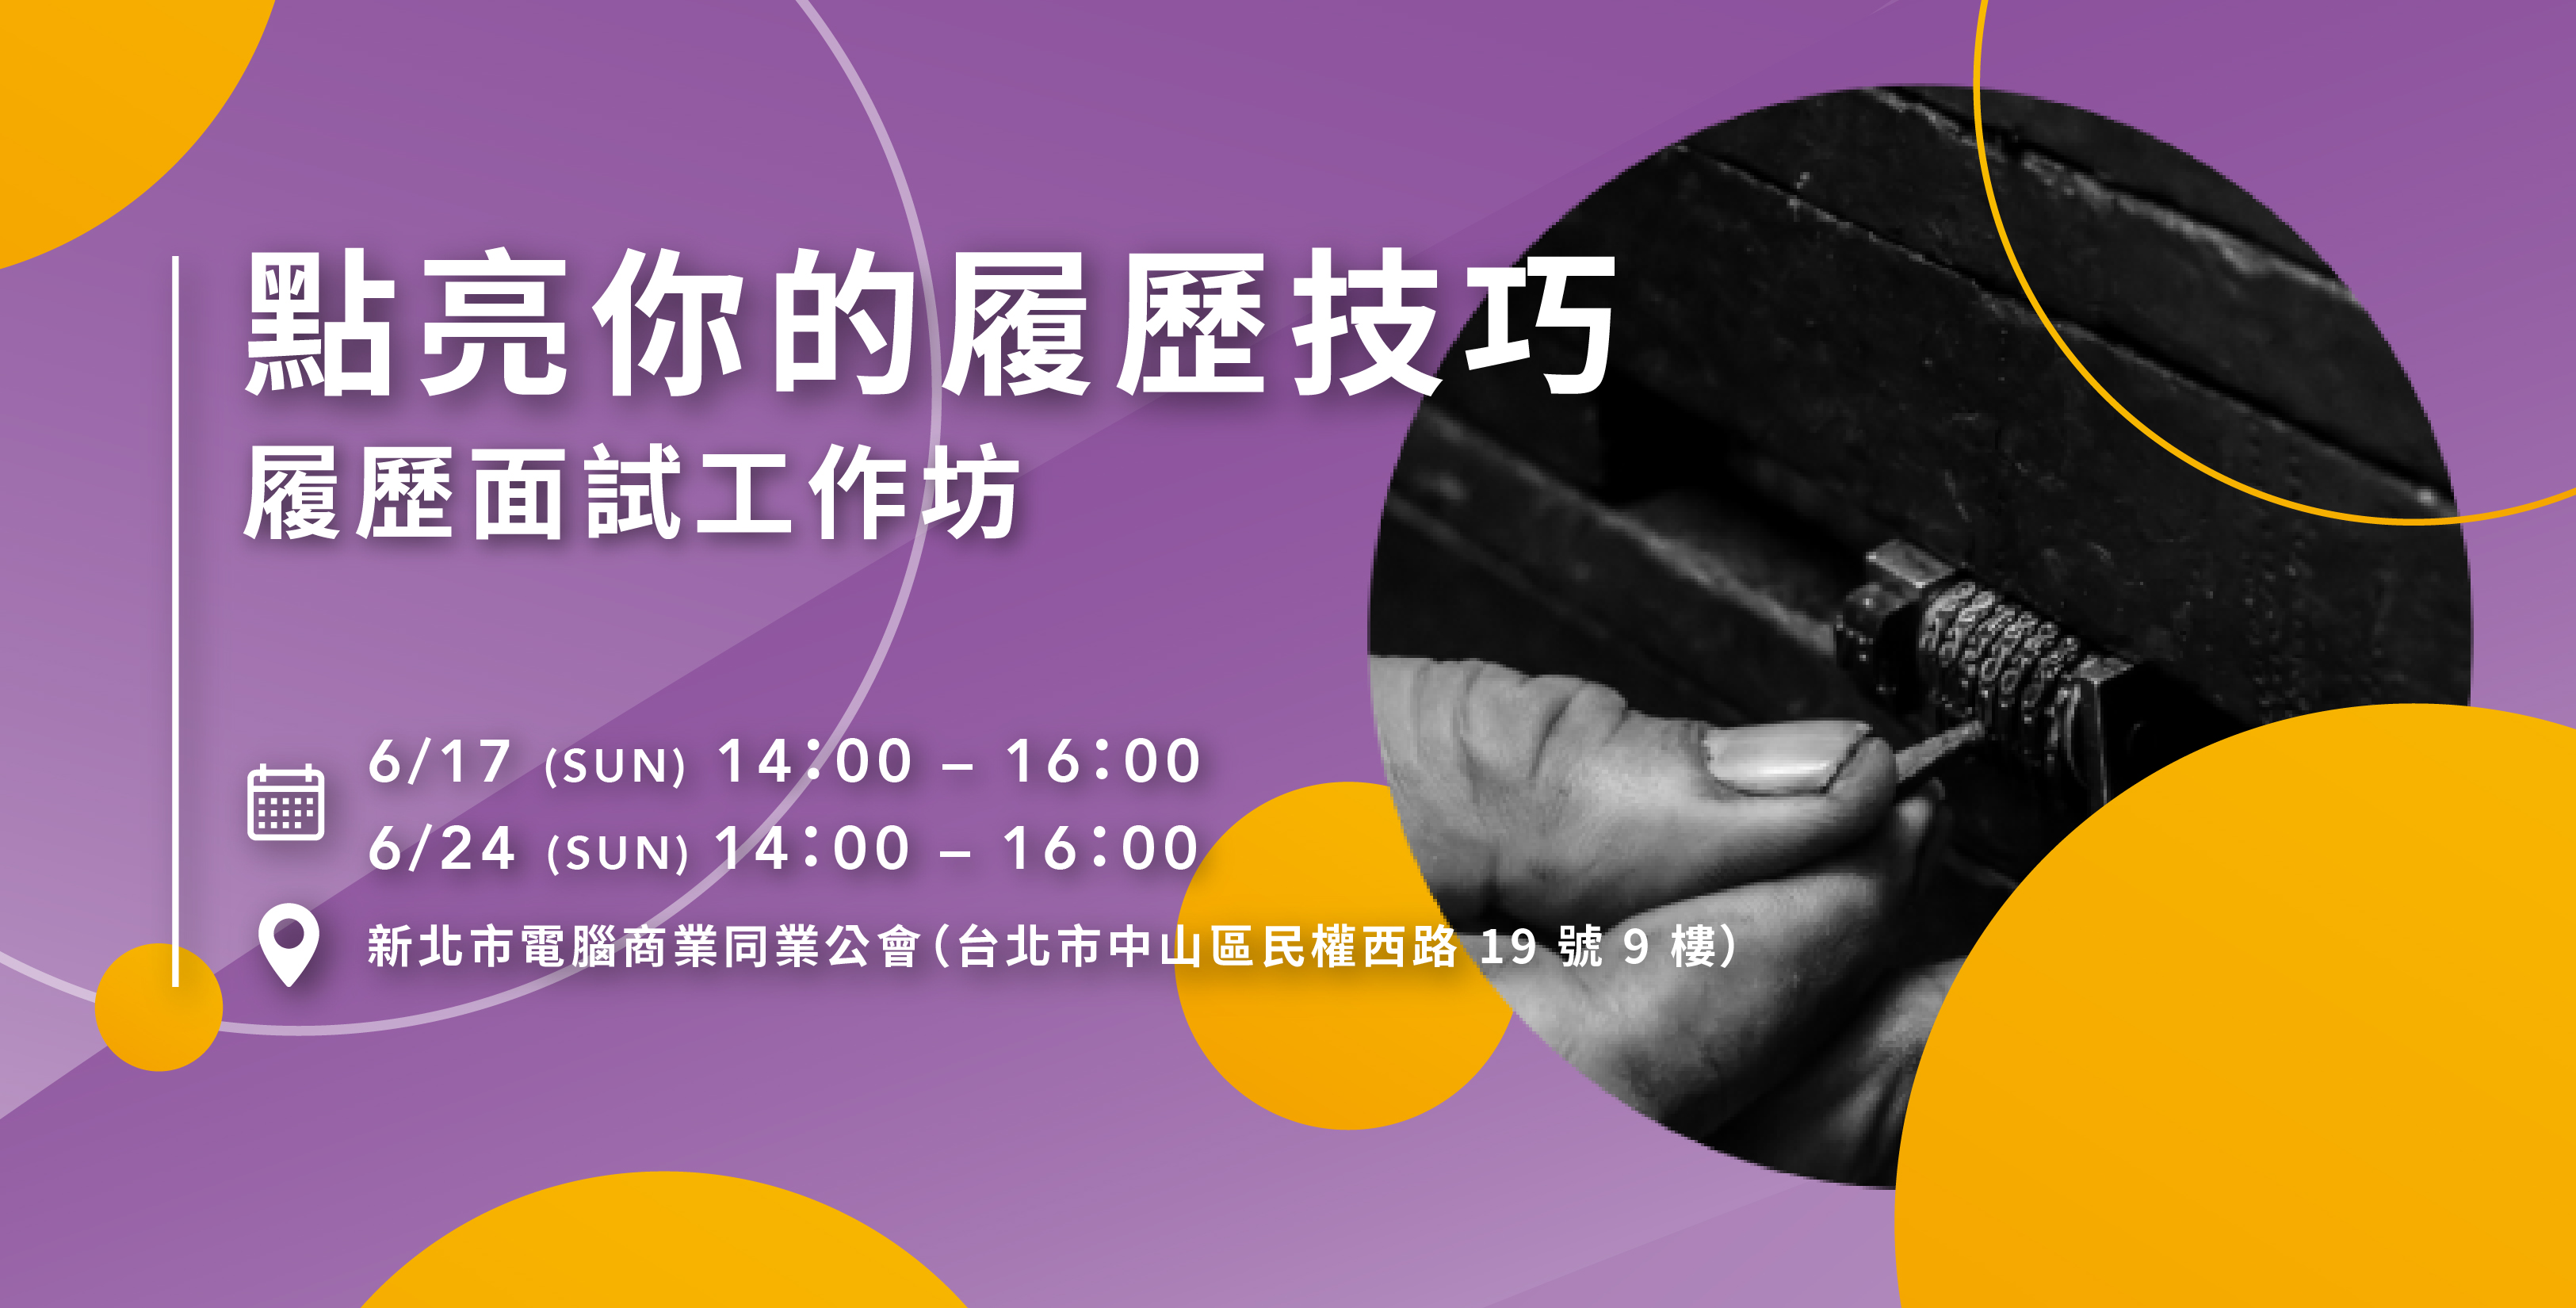 點亮你的履歷技巧
履歷面試工作坊
6/17 (SUN) 14:00 – 16:00
6/24 (SUN) 14:00 – 16:00
新北市電腦商業同業公會(台北市中山區民權西路 19 號 9 樓)